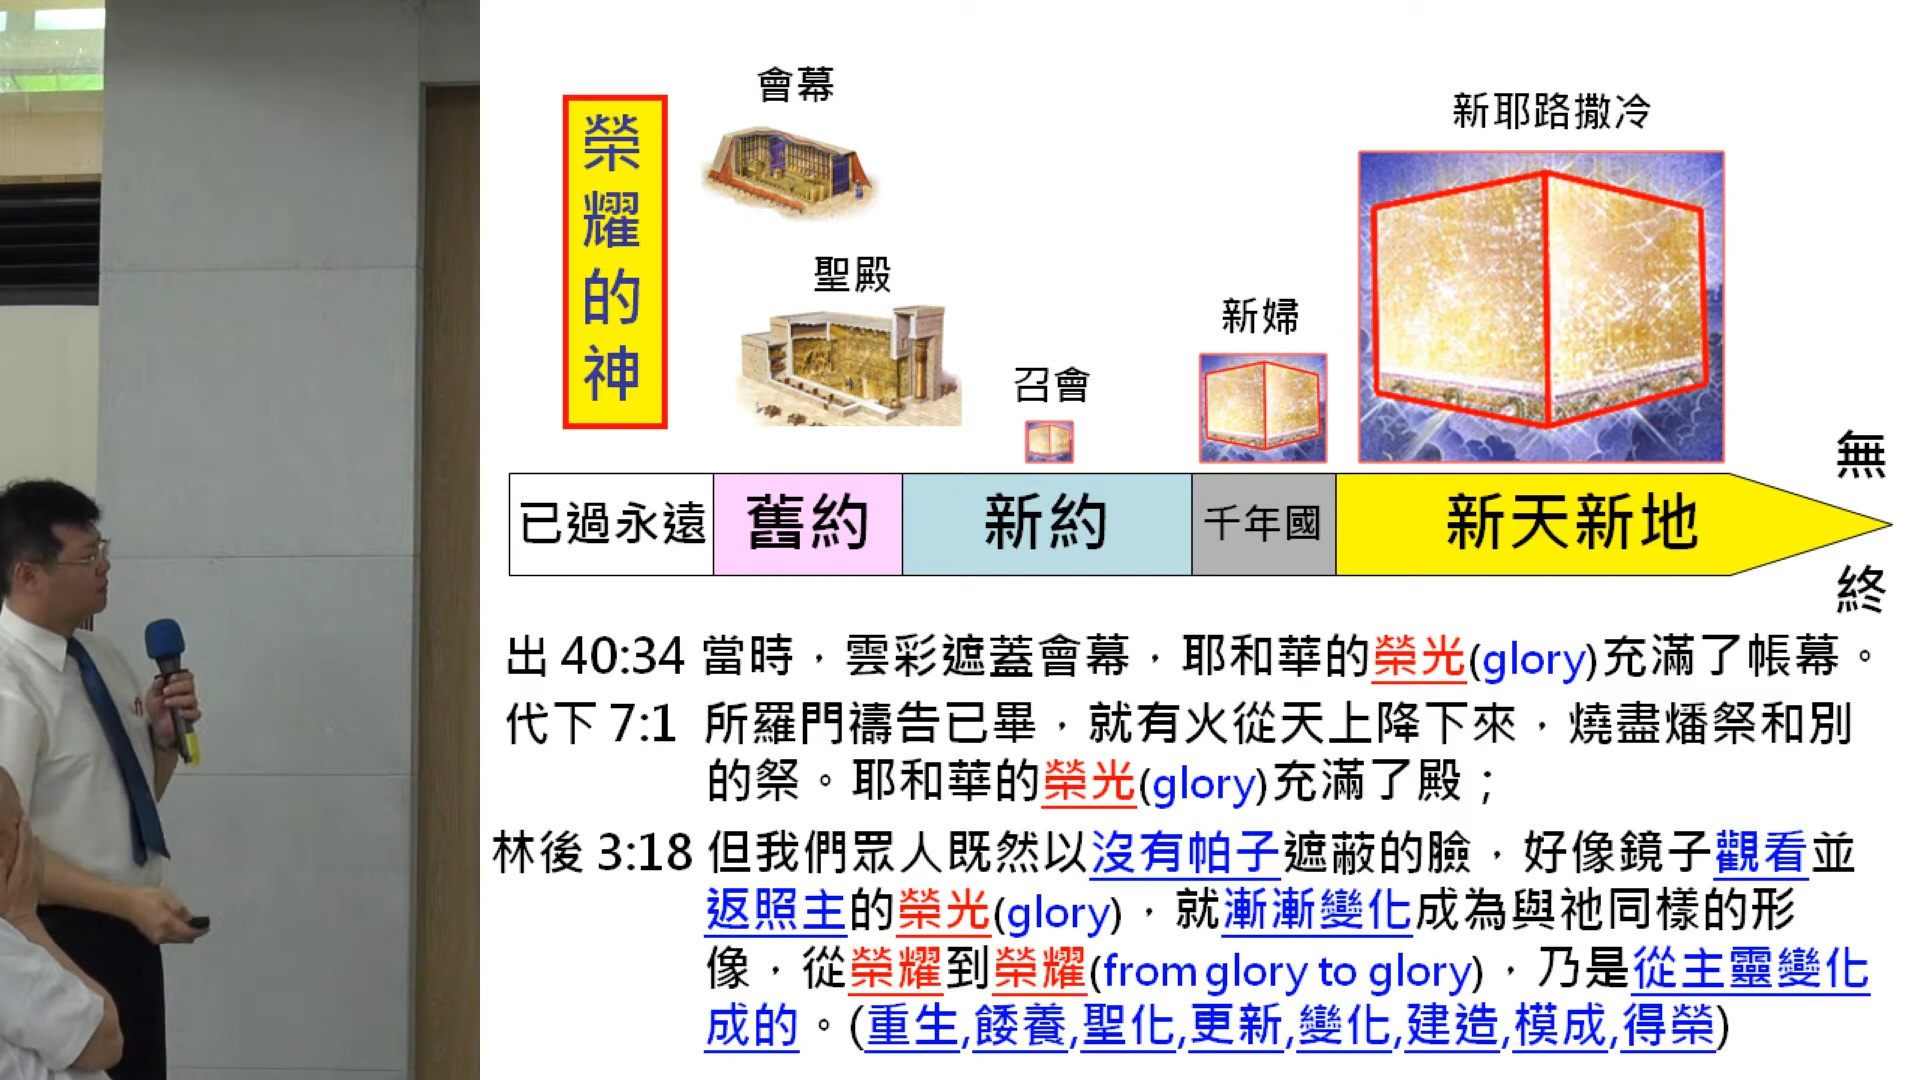 榮耀的神
會幕
聖殿
召會
新婦
新耶路撒冷
已過永遠
舊約
新約
千年國
新天新地
無
終
出 40:34 當時，雲彩遮蓋會幕，耶和華的榮光(glory)充滿了帳幕。
代下 7:1 所羅門禱告已畢，就有火從天上降下來，燒盡燔祭和別
的祭。耶和華的榮光(glory)充滿了殿；
林後 3:18 但我們眾人既然以沒有帕子遮蔽的臉，好像鏡子觀看並
返照主的榮光(glory)，就漸漸變化成為與祂同樣的形
像，從榮耀到榮耀(from glory to glory)，乃是從主靈變化
成的。(重生,餧養,聖化,更新,變化,建造,模成,得榮)